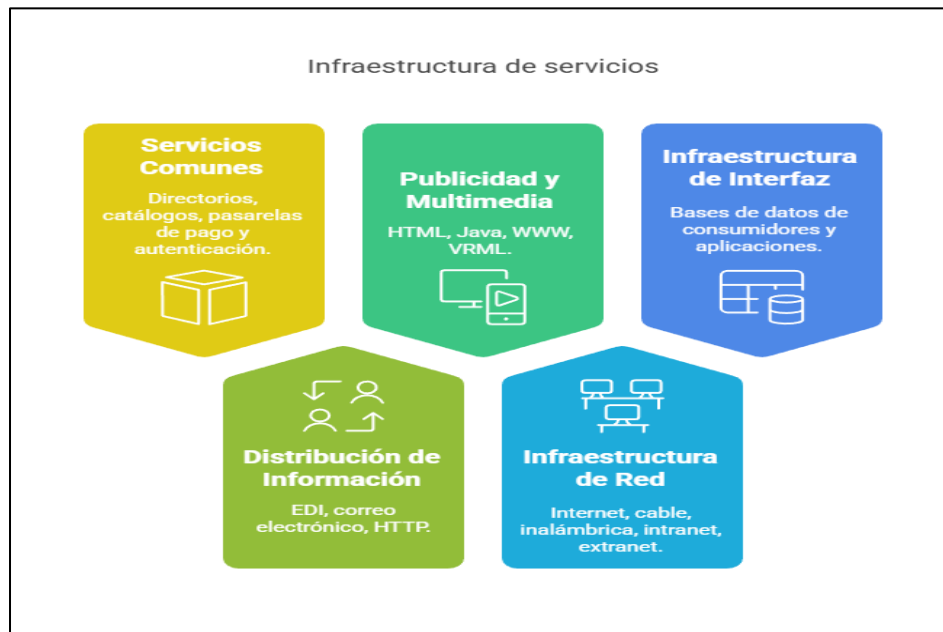 Infraestructura de servicios
Servicios
Comunes
Directorios,
catálogos, pasarelas
de pago y
autenticación.
Publicidad y
Multimedia
HTML, Java, WWW,
VRML.
Infraestructura
de Interfaz
Bases de datos de
consumidores y
aplicaciones.
Distribución de
Información
EDI, correo
electrónico, HTTP.
Infraestructura
de Red
Internet, cable,
inalámbrica, intranet,
extranet.